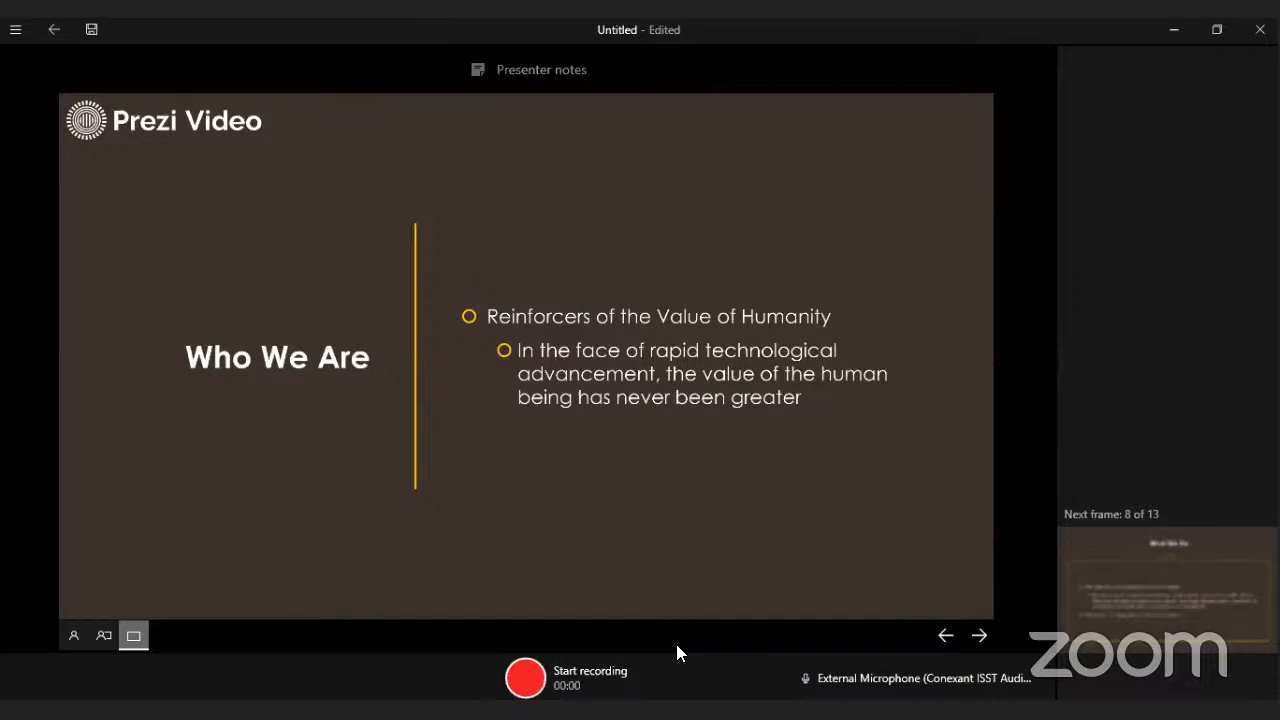 Untitled - Edited
Presenter notes
Prezi Video
Who We Are
Reinforcers of the Value of Humanity
In the face of rapid technological
advancement, the value of the human
being has never been greater
Next frame: 8 of 13
Start recording
00:00
External Microphone (Conexant ISST Audi...
zoom